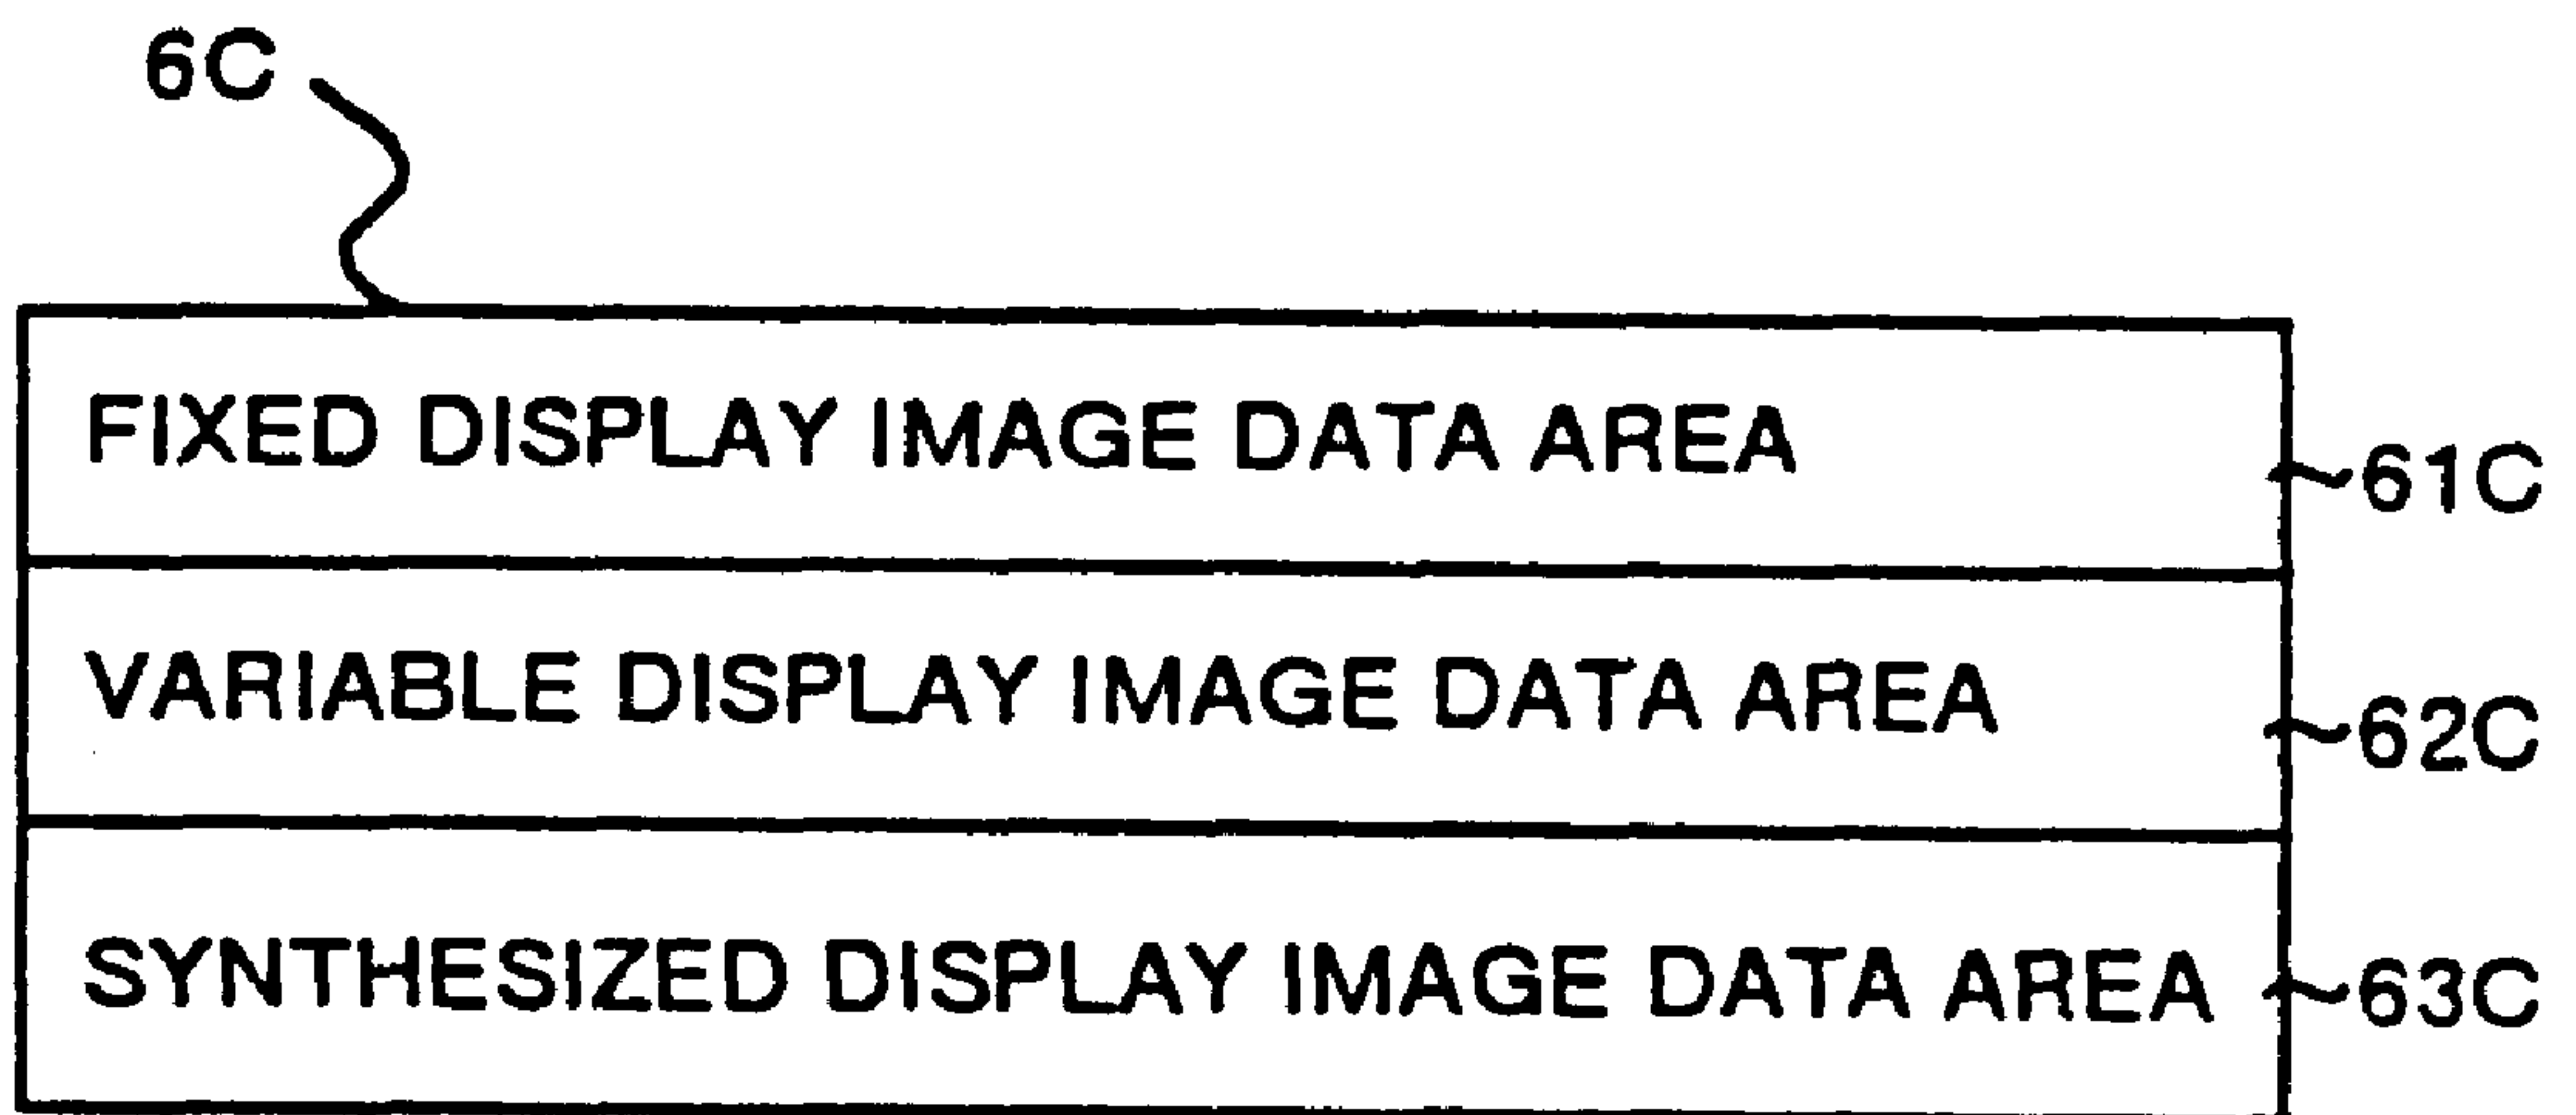 6C
FIXED DISPLAY IMAGE DATA AREA
61C
VARIABLE DISPLAY IMAGE DATA AREA
62C
SYNTHESIZED DISPLAY IMAGE DATA AREA
63C